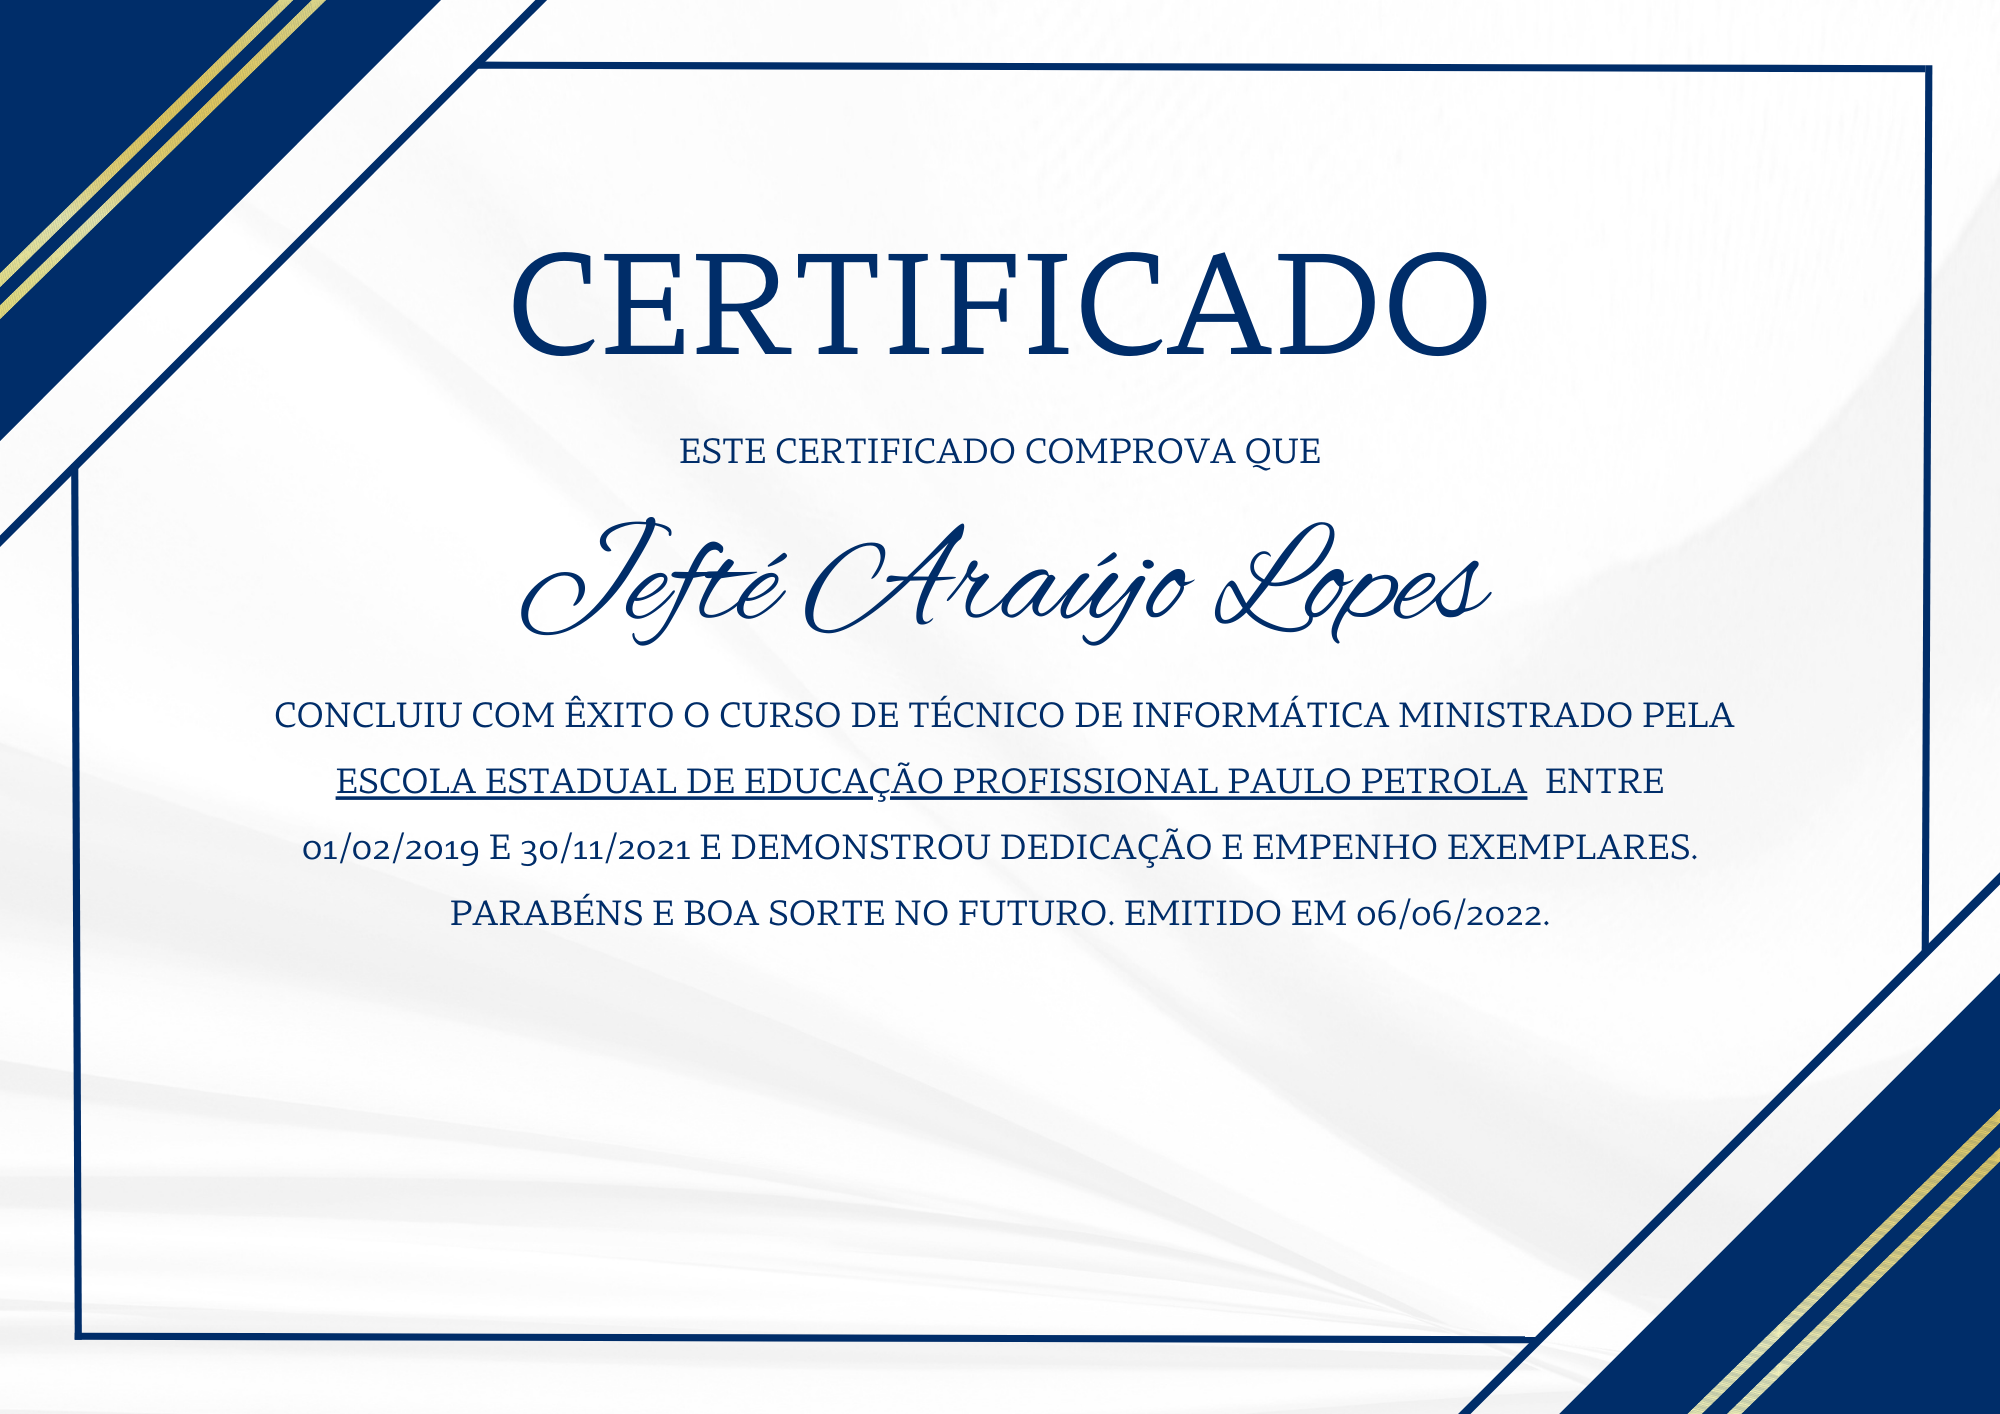 CERTIFICADO
ESTE CERTIFICADO COMPROVA QUE
Jefté Araújo Lopes
CONCLUIU COM ÊXITO O CURSO DE TÉCNICO DE INFORMÁTICA MINISTRADO PELA
ESCOLA ESTADUAL DE EDUCAÇÃO PROFISSIONAL PAULO PETROLA ENTRE
01/02/2019 E 30/11/2021 E DEMONSTROU DEDICAÇÃO E EMPENHO EXEMPLARES.
PARABÉNS E BOA SORTE NO FUTURO. EMITIDO EM 06/06/2022.